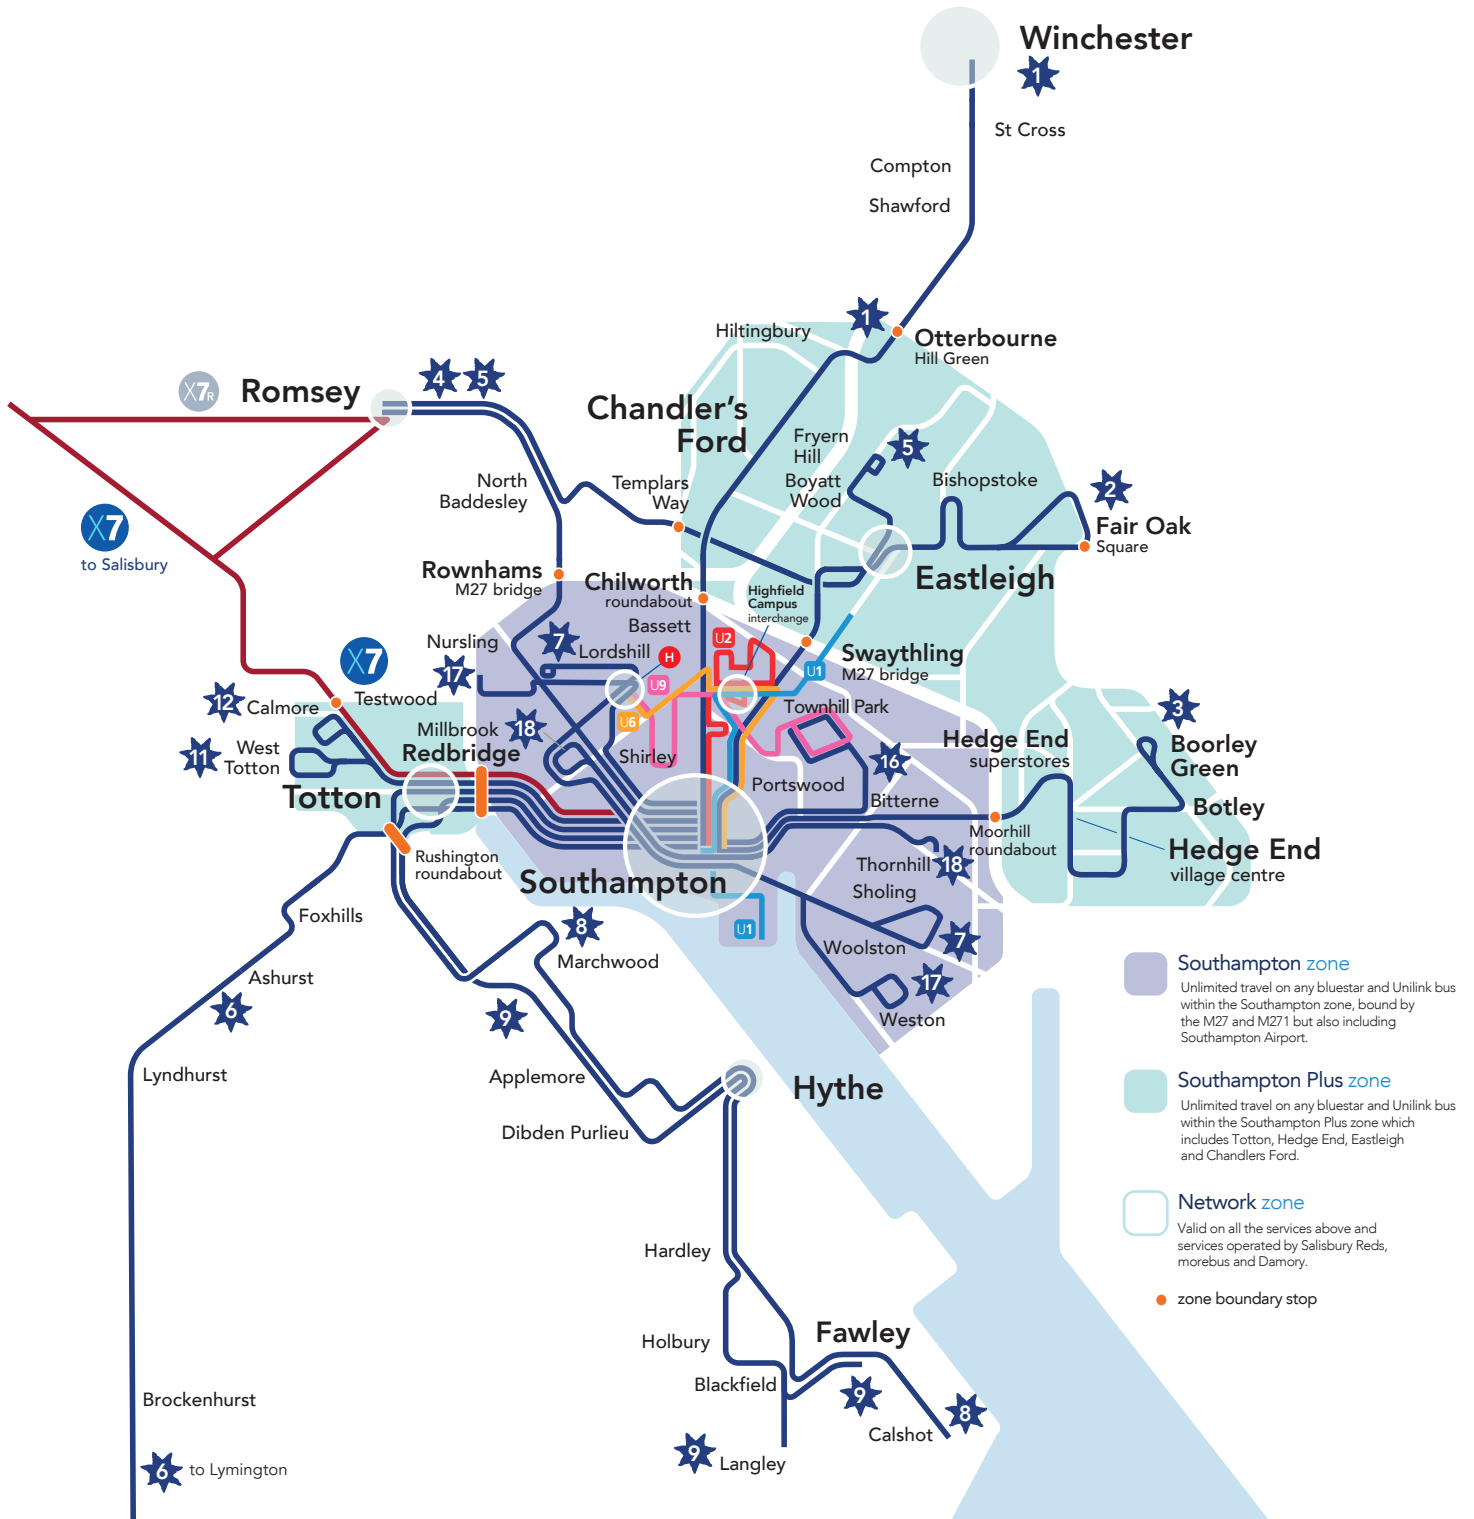 Winchester
1
St Cross
Compton
Shawford
1
Hiltingbury
Otterbourne
Hill Green
X7R
Romsey
4
5
Chandler's
Ford
Fryern
Hill
5
Boyatt
Wood
Bishopstoke
2
Fair Oak
Square
North
Baddesley
Templars
Way
X7
to Salisbury
Rownhams
M27 bridge
Chilworth
roundabout
Highfield
Campus
interchange
Eastleigh
Bassett
U2
Nursling
7
Lordshill
H
Swaythling
M27 bridge
U1
17
U9
X7
Testwood
12
Calmore
U6
Townhill Park
3
Millbrook
18
Redbridge
Shirley
11
West
Totton
Hedge End
superstores
Boorley
Green
16
Portswood
Bitterne
Totton
Botley
Moorhill
roundabout
Hedge End
village centre
Rushington
roundabout
Southampton
Thornhill
18
Sholing
Foxhills
8
U1
Marchwood
Woolston
7
Ashurst
17
Weston
6
9
Lyndhurst
Applemore
Hythe
Dibden Purlieu
Hardley
Holbury
Fawley
Blackfield
9
Brockenhurst
8
Calshot
9
Langley
6
to Lymington
Southampton zone
Unlimited travel on any bluestar and Unilink bus
within the Southampton zone, bound by
the M27 and M271 but also including
Southampton Airport.
Southampton Plus zone
Unlimited travel on any bluestar and Unilink bus
within the Southampton Plus zone which
includes Totton, Hedge End, Eastleigh
and Chandlers Ford.
Network zone
Valid on all the services above and
services operated by Salisbury Reds,
morebus and Damory.
zone boundary stop